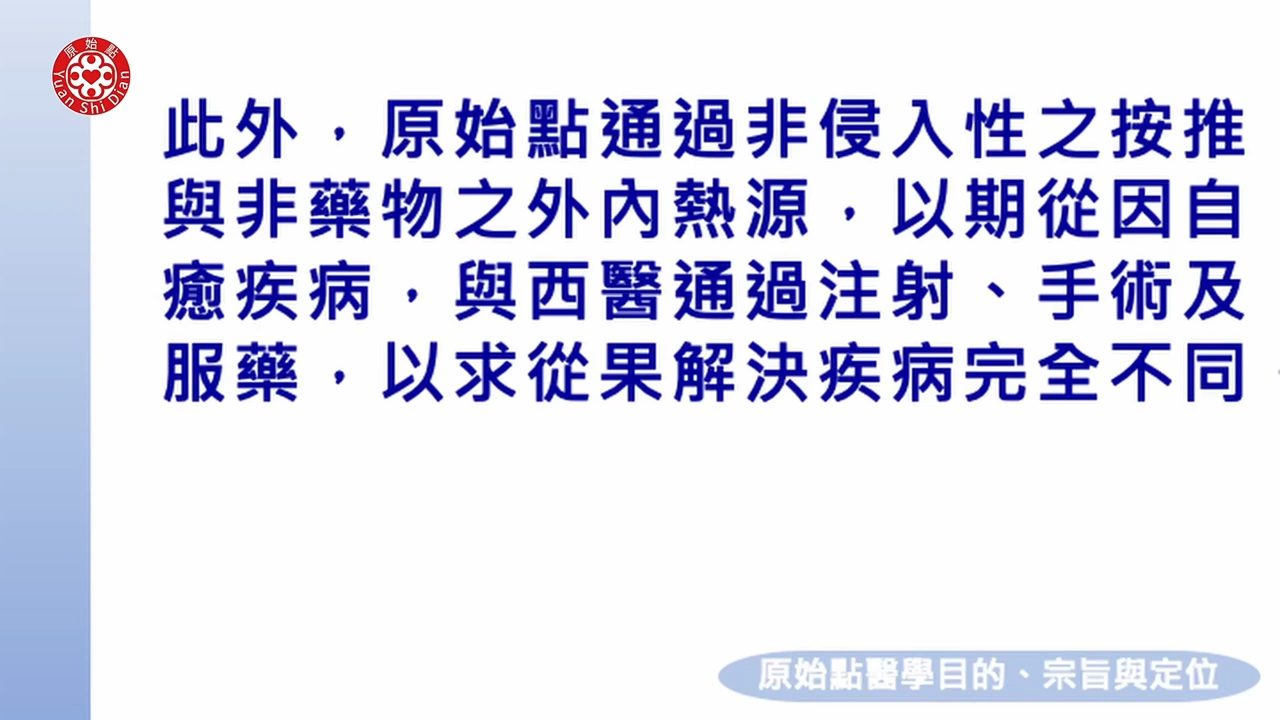 原始點
Yuan Shi Dian
此外，原始點通過非侵入性之按推
與非藥物之外內熱源，以期從因自
癒疾病，與西醫通過注射、手術及
服藥，以求從果解決疾病完全不同
原始點醫學目的、宗旨與定位